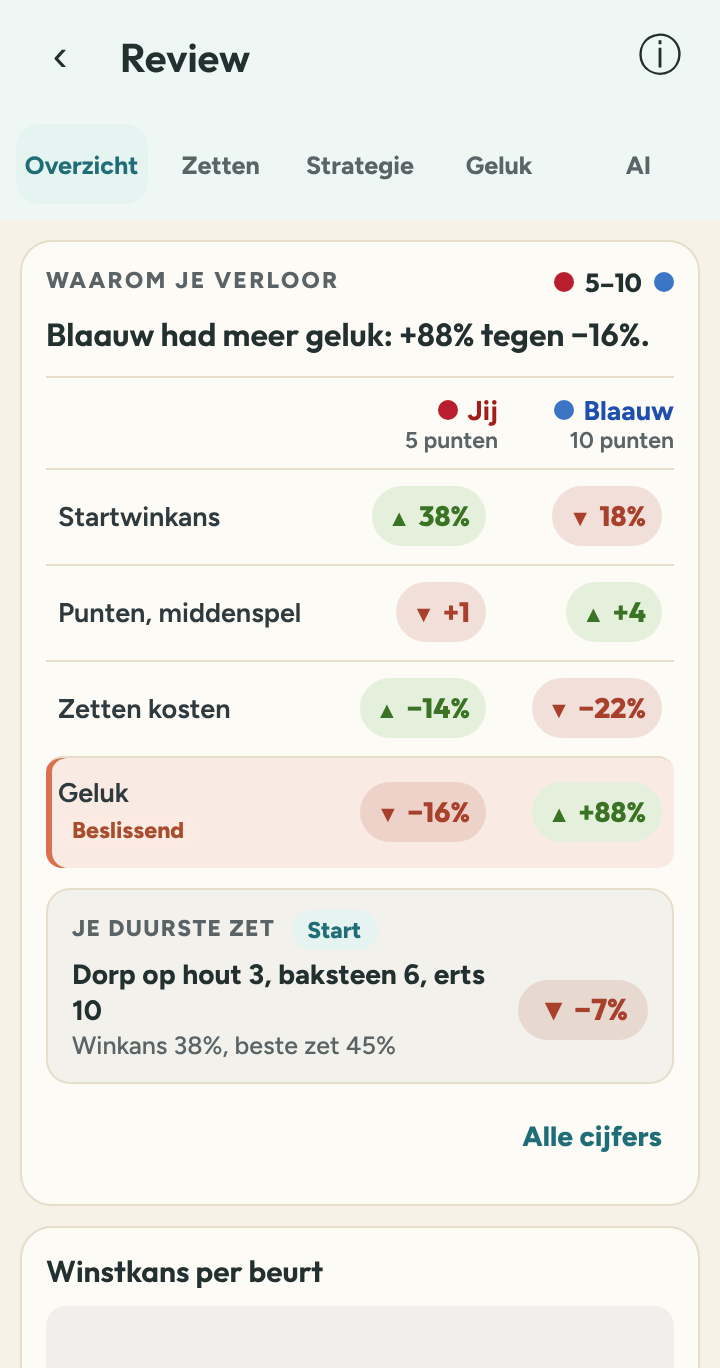 ‹ Review ⓘ
Overzicht Zetten Strategie Geluk AI
WAAROM JE VERLOOR 5–10
Blaauw had meer geluk: +88% tegen −16%.
Jij Blaauw
5 punten 10 punten
Startwinkans ▲ 38% ▼ 18%
Punten, middenspel ▼ +1 ▲ +4
Zetten kosten ▲ −14% ▼ −22%
Geluk
Beslissend ▼ −16% ▲ +88%
JE DUURSTE ZET Start
Dorp op hout 3, baksteen 6, erts
10
▼ −7%
Winkans 38%, beste zet 45%
Alle cijfers
Winstkans per beurt